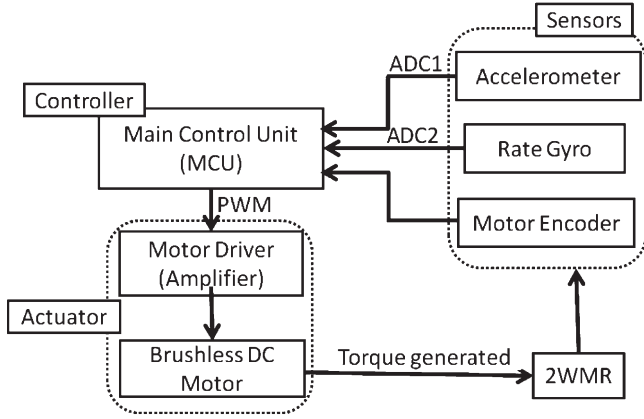 Sensors
ADC1
Accelerometer
Controller
Main Control Unit
(MCU)
ADC2
Rate Gyro
PWM
Motor Encoder
Motor Driver
(Amplifier)
Actuator
Brushless DC
Motor
Torque generated
2WMR